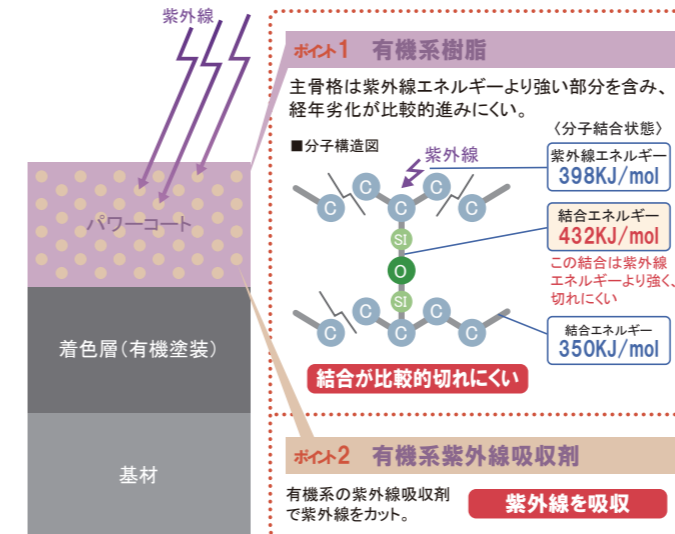 紫外線
パワーコート
着色層（有機塗装）
基材
ポイント1 有機系樹脂
主骨格は紫外線エネルギーより強い部分を含み、
経年劣化が比較的進みにくい。
■分子構造図
〈分子結合状態〉
紫外線
紫外線エネルギー
398KJ/mol
結合エネルギー
432KJ/mol
この結合は紫外線
エネルギーより強く、
切れにくい
結合エネルギー
350KJ/mol
C C C C C
SI
O
SI
C C C C C
結合が比較的切れにくい
ポイント2 有機系紫外線吸収剤
有機系の紫外線吸収剤
で紫外線をカット。
紫外線を吸収